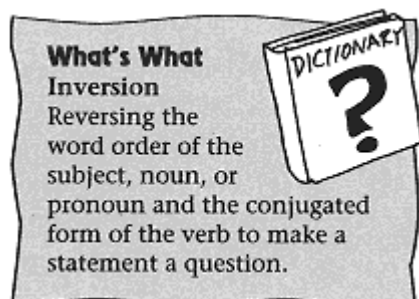 What's What
DICTIONARY
?
Inversion
Reversing the
word order of the
subject, noun, or
pronoun and the conjugated
form of the verb to make a
statement a question.